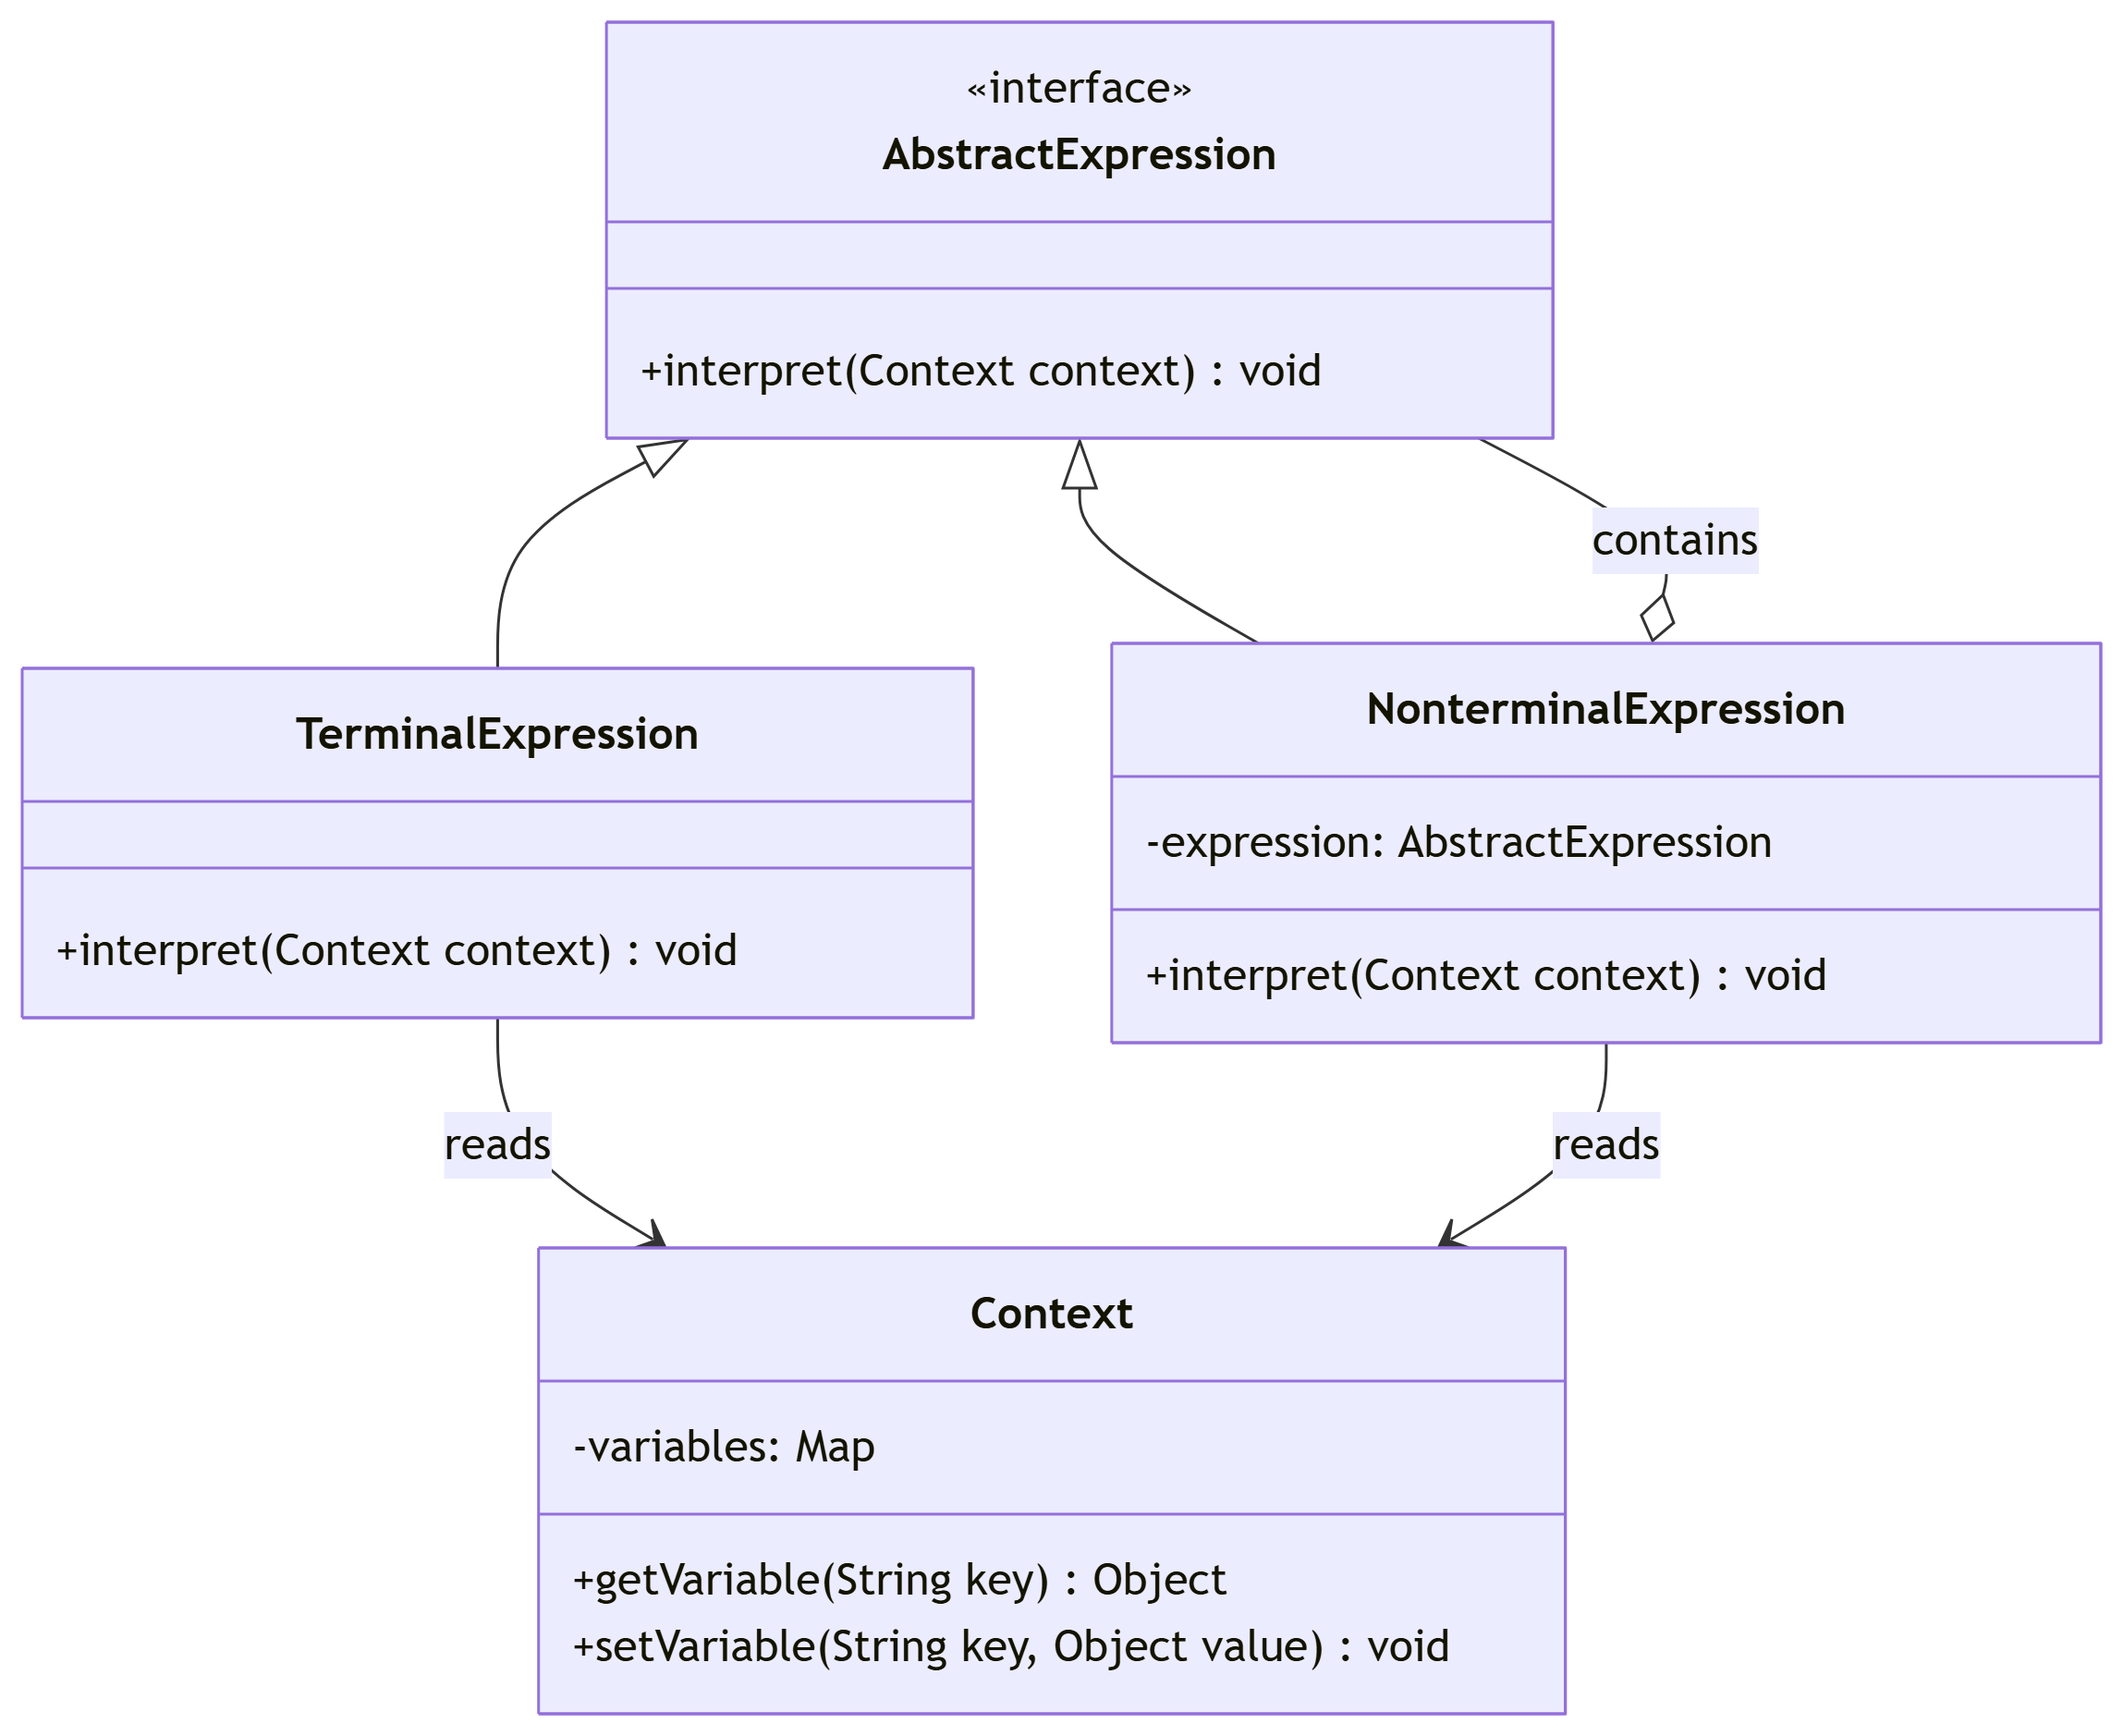 «interface»
AbstractExpression
+interpret(Context context) : void
contains
TerminalExpression
+interpret(Context context) : void
NonterminalExpression
-expression: AbstractExpression
+interpret(Context context) : void
reads
reads
Context
-variables: Map
+getVariable(String key) : Object
+setVariable(String key, Object value) : void